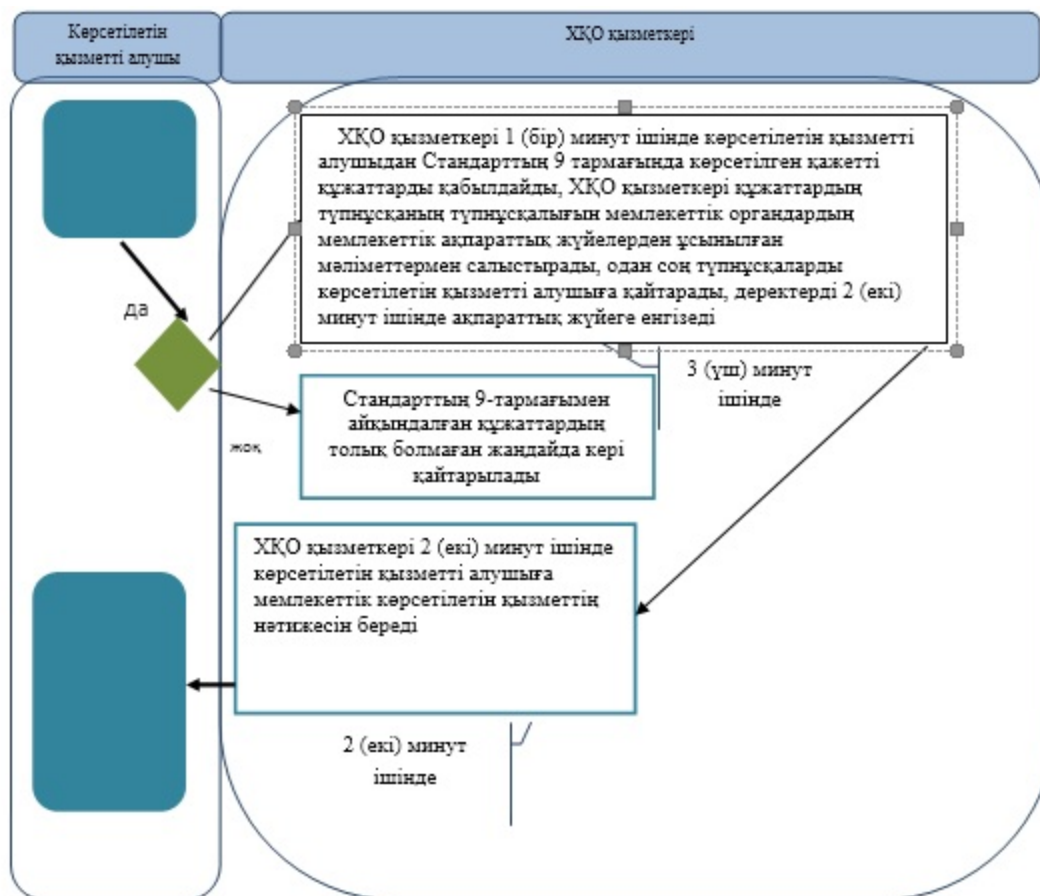 Көрсетілетін
қызметті алушы
ХҚО қызметкері
ХҚО қызметкері 1 (бір) минут ішінде көрсетілетін қызметті
алушыдан Стандарттың 9 тармағында көрсетілген қажетті
құжаттарды қабылдайды, ХҚО қызметкері құжаттардың
түпнұсқаның түпнұсқалығын мемлекеттік органдардың
мемлекеттік ақпараттық жүйелерден ұсынылған
мәліметтермен салыстырады, одан соң түпнұсқаларды
көрсетілетін қызметті алушыға қайтарады, деректерді 2 (екі)
минут ішінде ақпараттық жүйеге енгізеді
да
3 (үш) минут
ішінде
Стандарттың 9-тармағымен
айқындалған құжаттардың
толық болмаған жағдайда кері
қайтарылады
жоқ
ХҚО қызметкері 2 (екі) минут ішінде
көрсетілетін қызметті алушыға
мемлекеттік көрсетілетін қызметтің
нәтижесін береді
2 (екі) минут
ішінде